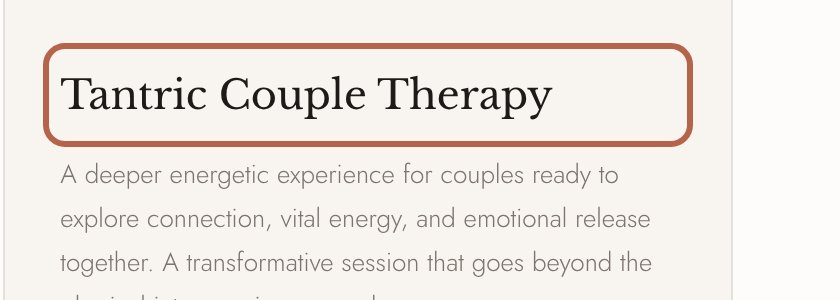 Tantric Couple Therapy
A deeper energetic experience for couples ready to
explore connection, vital energy, and emotional release
together. A transformative session that goes beyond the